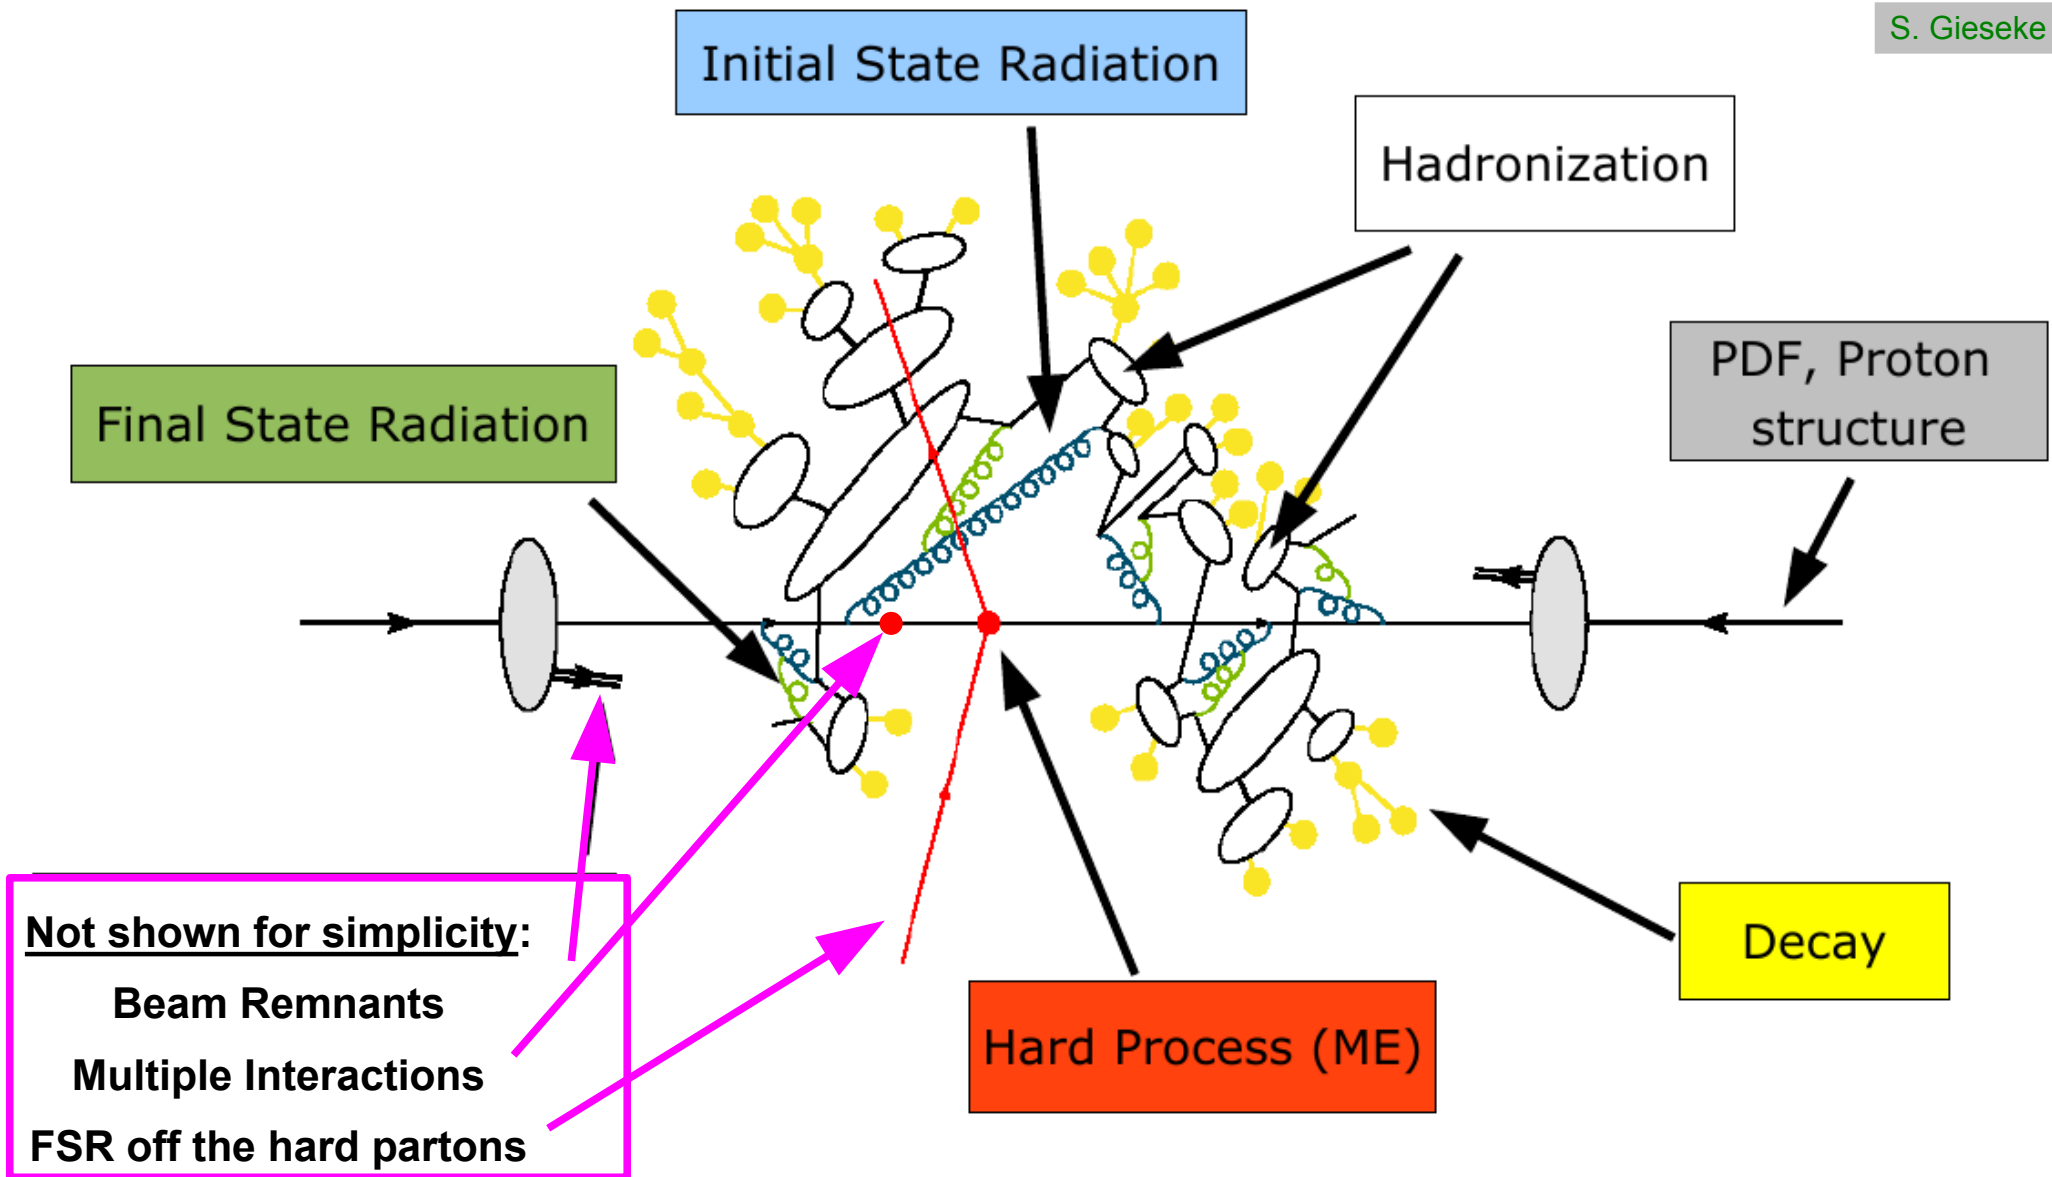 S. Gieseke
Initial State Radiation
Hadronization
PDF, Proton
structure
Final State Radiation
Not shown for simplicity:
Beam Remnants
Multiple Interactions
FSR off the hard partons
Hard Process (ME)
Decay